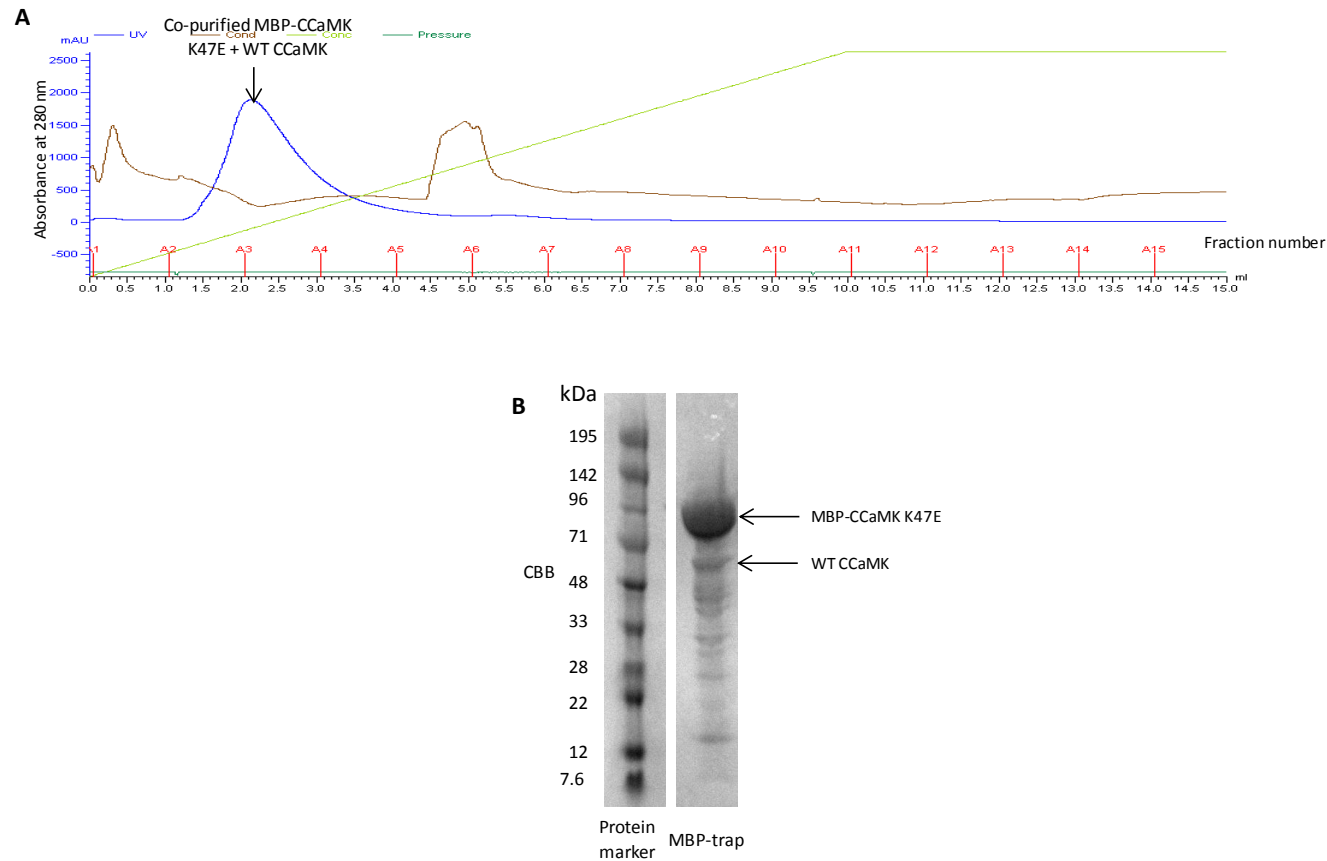 A
Co-purified MBP-CCaMK
K47E + WT CCaMK
mAU
UV
Cond
Conc
Pressure
Absorbance at 280 nm
2500
2000
1500
1000
500
0
-500
A2 A3 A4 A5 A6 A7 A8 A9 A10 A11 A12 A13 A14 A15
Fraction number
0.0 0.5 1.0 1.5 2.0 2.5 3.0 3.5 4.0 4.5 5.0 5.5 6.0 6.5 7.0 7.5 8.0 8.5 9.0 9.5 10.0 10.5 11.0 11.5 12.0 12.5 13.0 13.5 14.0 14.5 15.0 ml
B
kDa
195
142
96
71
48
33
28
22
12
7.6
CBB
MBP-CCaMK K47E
WT CCaMK
Protein
marker
MBP-trap